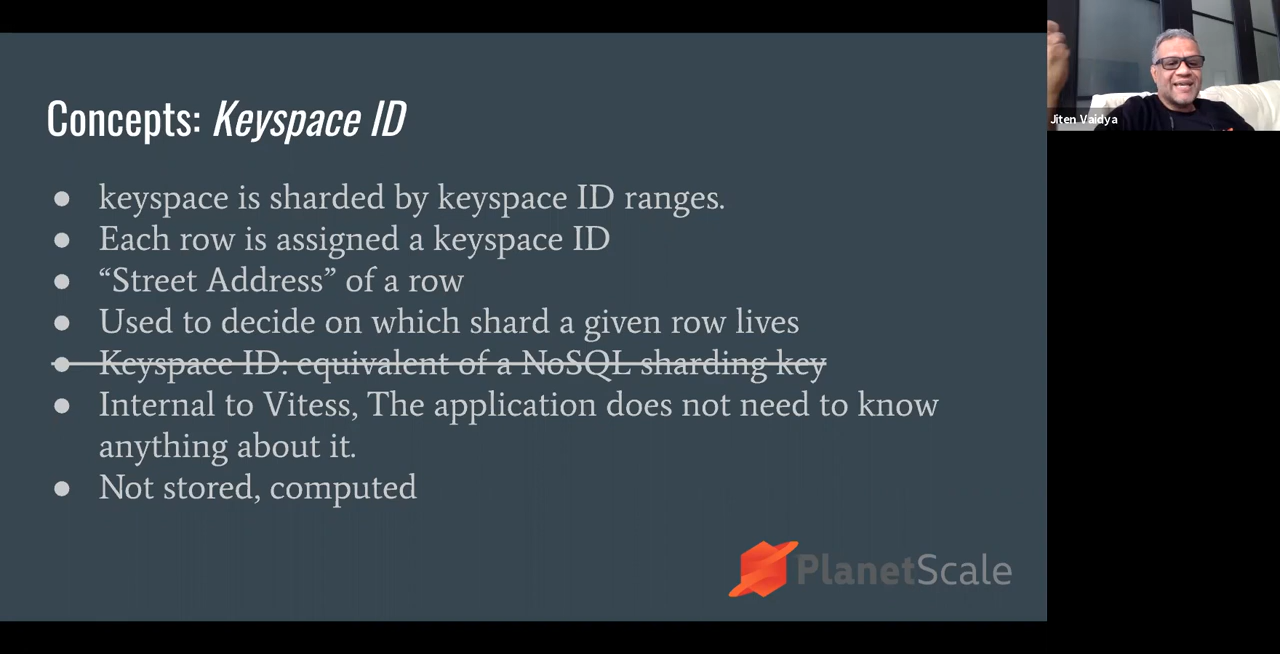 Concepts: Keyspace ID
● keyspace is sharded by keyspace ID ranges.
● Each row is assigned a keyspace ID
● “Street Address” of a row
● Used to decide on which shard a given row lives
● Keyspace ID: equivalent of a NoSQL sharding key
● Internal to Vitess, The application does not need to know
anything about it.
● Not stored, computed
PlanetScale
Jiten Vaidya